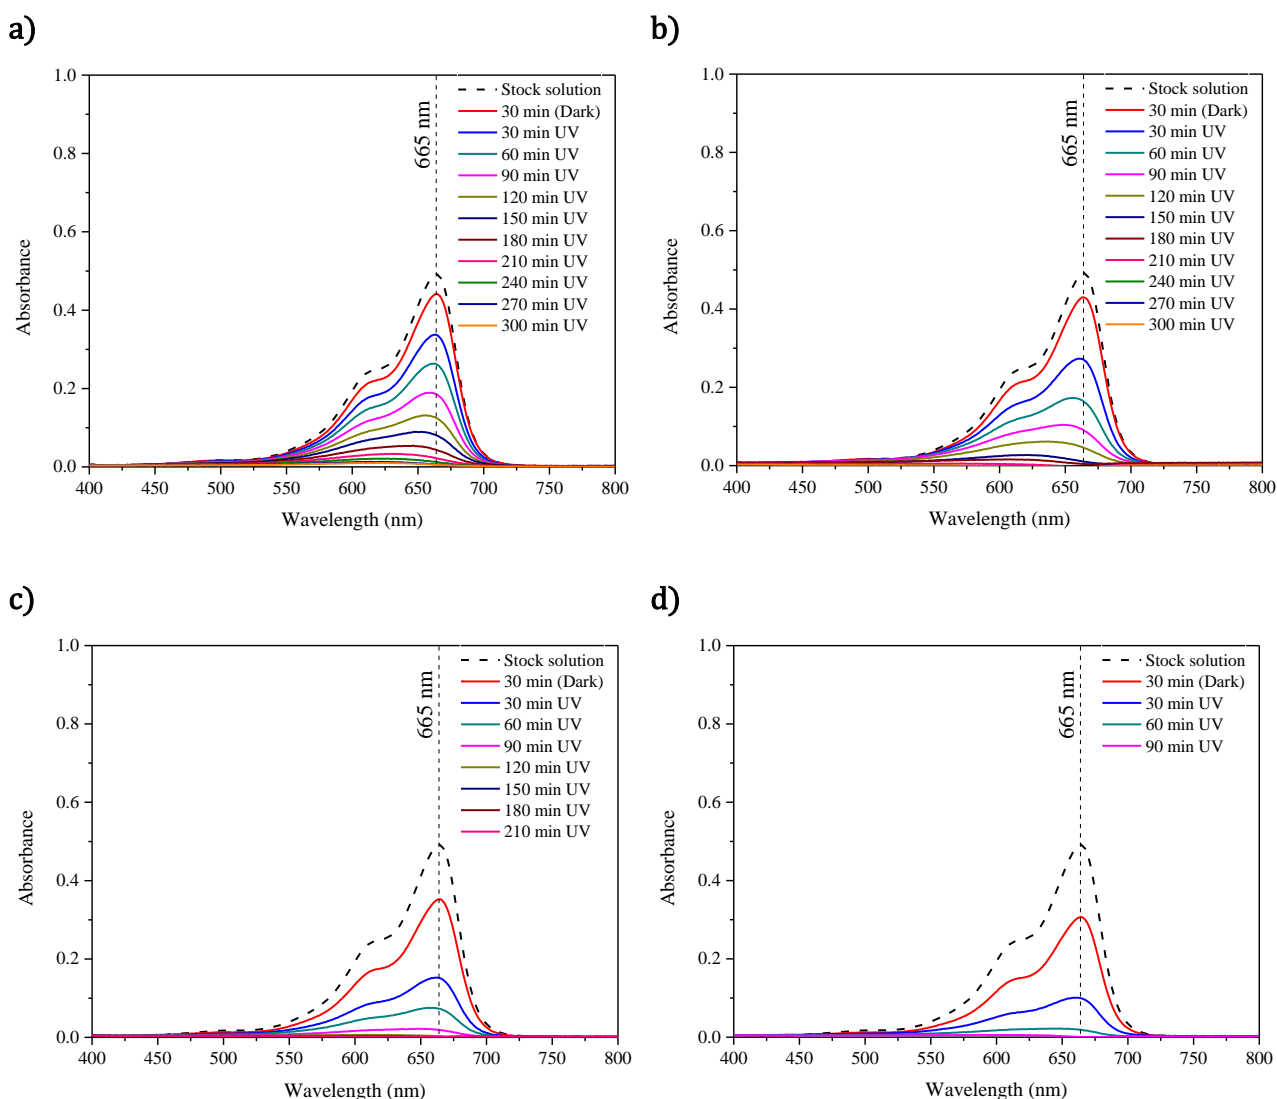 a)
1.0
0.8
0.6
0.4
0.2
0.0
Absorbance
400 450 500 550 600 650 700 750 800
Wavelength (nm)
665 nm
Stock solution
30 min (Dark)
30 min UV
60 min UV
90 min UV
120 min UV
150 min UV
180 min UV
210 min UV
240 min UV
270 min UV
300 min UV
b)
1.0
0.8
0.6
0.4
0.2
0.0
Absorbance
400 450 500 550 600 650 700 750 800
Wavelength (nm)
665 nm
Stock solution
30 min (Dark)
30 min UV
60 min UV
90 min UV
120 min UV
150 min UV
180 min UV
210 min UV
240 min UV
270 min UV
300 min UV
c)
1.0
0.8
0.6
0.4
0.2
0.0
Absorbance
400 450 500 550 600 650 700 750 800
Wavelength (nm)
665 nm
Stock solution
30 min (Dark)
30 min UV
60 min UV
90 min UV
120 min UV
150 min UV
180 min UV
210 min UV
d)
1.0
0.8
0.6
0.4
0.2
0.0
Absorbance
400 450 500 550 600 650 700 750 800
Wavelength (nm)
665 nm
Stock solution
30 min (Dark)
30 min UV
60 min UV
90 min UV